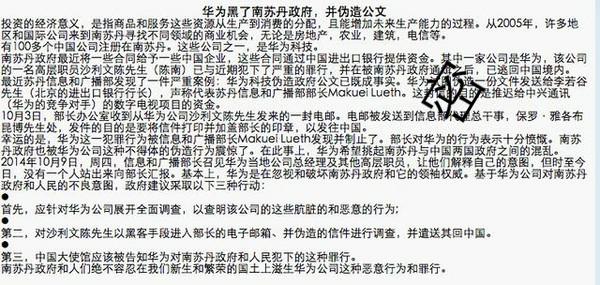 华为黑了南苏丹政府，并伪造公文
投资的经济意义，是指商品和服务这些资源从生产到消费的分配，且能增加未来生产能力的过程。从2005年，许多地
区和国际公司来到南苏丹寻找不同领域的商业机会，无论是房地产，农业，建筑，电信等。
有100多个中国公司注册在南苏丹。这些公司之一，是华为科技。
南苏丹政府最近将一些合同给予一些中国企业，这些合同通过中国进出口银行提供资金。其中一家公司是华为，该公司
的一名高层职员沙利文陈先生（陈南）已与近期犯下了严重的罪行，并在被南苏丹政府通 后，已逃回中国境内。
最近苏丹信息和广播部发现了一件严重案例：华为科技伪造政府公文已既成事实。华为 伪造一份文件发给李若谷
先生（北京的进出口银行行长），声称代表苏丹信息和广播部部长Makuei Lueth。这封信的目的是推迟给中兴通讯
（华为的竞争对手）的数字电视项目的资金。
10月3日，部长办公室收到从华为公司沙利文陈先生发来的一封电邮。电邮被发送到信息部代理总干事，保罗·雅各布
昆博先生处，发件的目的是要将信件打印并加盖部长的印章，以发往中国。
幸运的是，华为这一犯罪行为被信息和广播部部长Makuei Lueth发现并制止了。部长对华为的行为表示十分愤慨。南
苏丹政府也被华为公司这种不得体的伪造行为震惊了。在此事上，华为希望挑起南苏丹与中国两国政府之间的混乱。
2014年10月9日，周四，信息和广播部部长召见华为当地公司总经理及其他高层职员，让他们解释自己的意图，但时至今
日，没有一个人站出来向部长汇报。基本上，华为是在忽视和破坏南苏丹政府和它的领袖权威。基于华为公司对南苏丹
政府和人民的不良意图，政府建议采取以下三种行动：
●
首先，应针对华为公司展开全面调查，以查明该公司的这些肮脏的和恶意的行为;
●
第二，对沙利文陈先生以黑客手段进入部长的电子邮箱、并伪造的信件进行调查，并遣送其回中国。
●
第三，中国大使馆应该被告知华为对南苏丹政府和人民犯下的这种罪行。
南苏丹政府和人们绝不容忍在我们新生和繁荣的国土上滋生华为公司这种恶意行为和罪行。